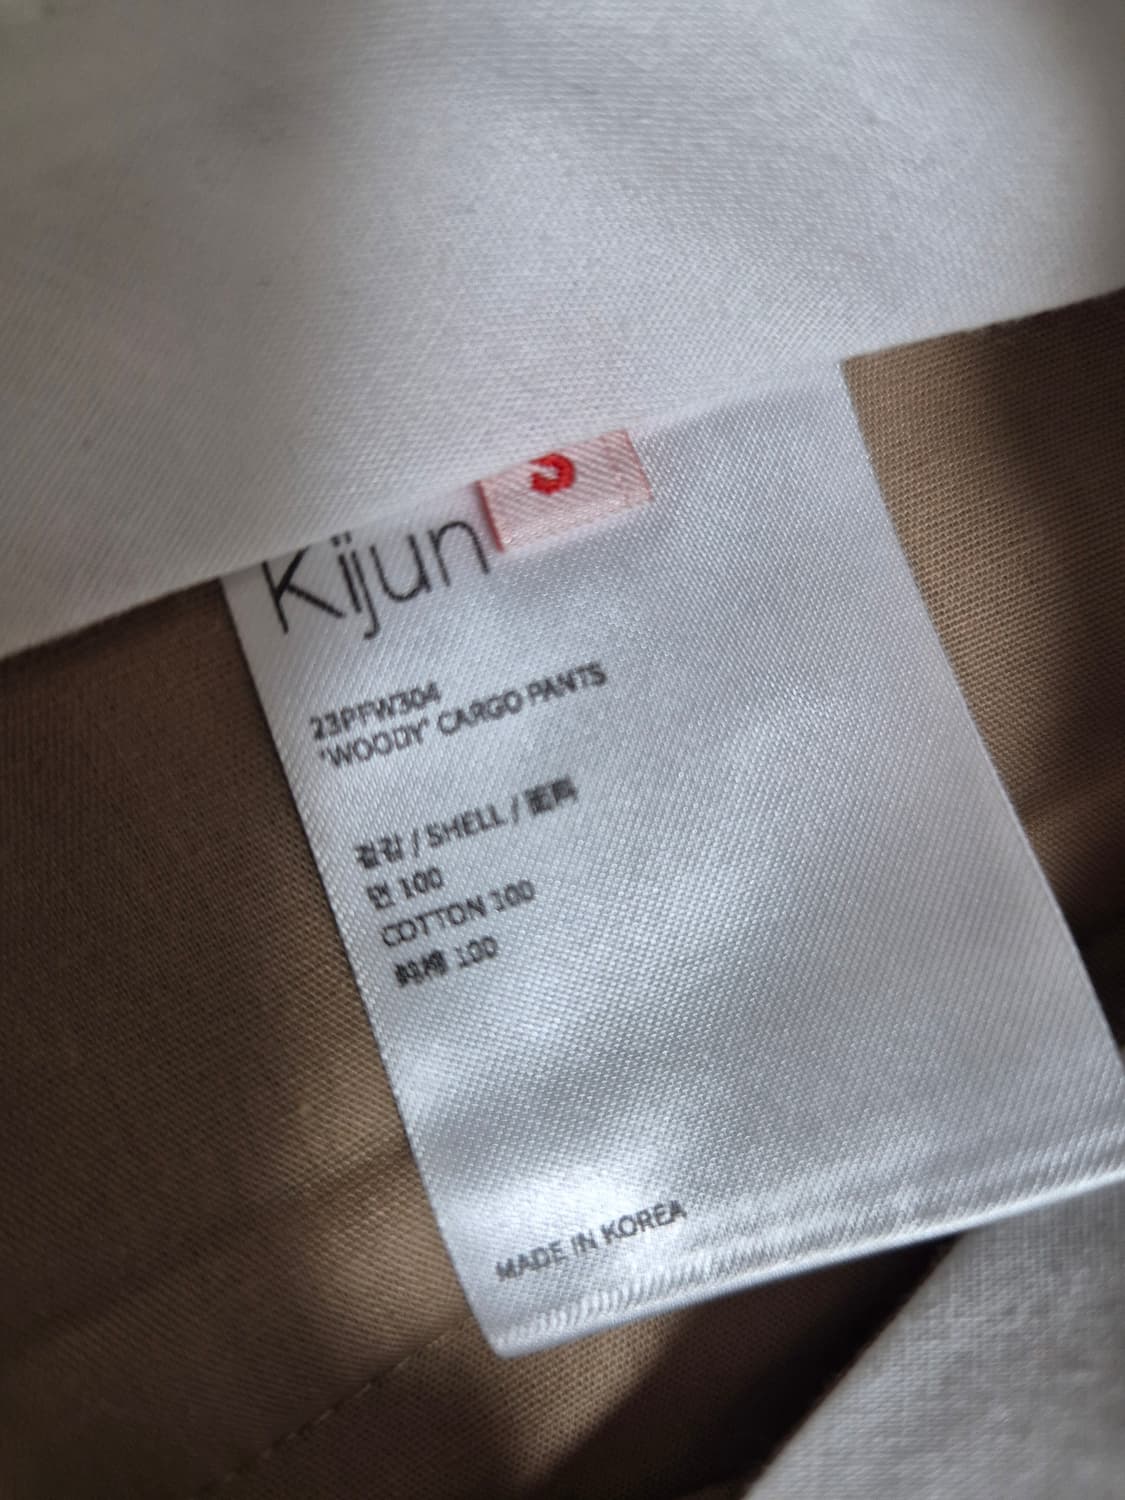 Kijun
23PFW304
'WOODY' CARGO PANTS
겉감 / SHELL / 面料
면 100
COTTON 100
純棉 100
MADE IN KOREA